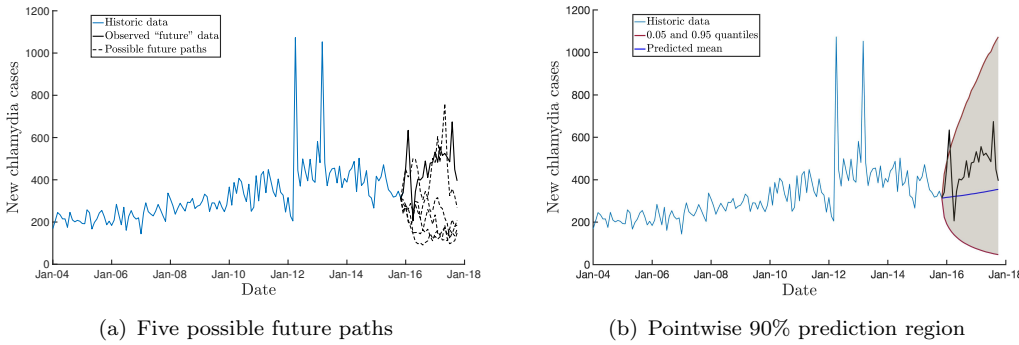 1200
1000
800
600
400
200
0
New chlamydia cases
Historic data
Observed “future” data
Possible future paths
Jan-04
Jan-06
Jan-08
Jan-10
Jan-12
Jan-14
Jan-16
Jan-18
Date
(a) Five possible future paths
1200
1000
800
600
400
200
0
New chlamydia cases
Historic data
0.05 and 0.95 quantiles
Predicted mean
Jan-04
Jan-06
Jan-08
Jan-10
Jan-12
Jan-14
Jan-16
Jan-18
Date
(b) Pointwise 90% prediction region